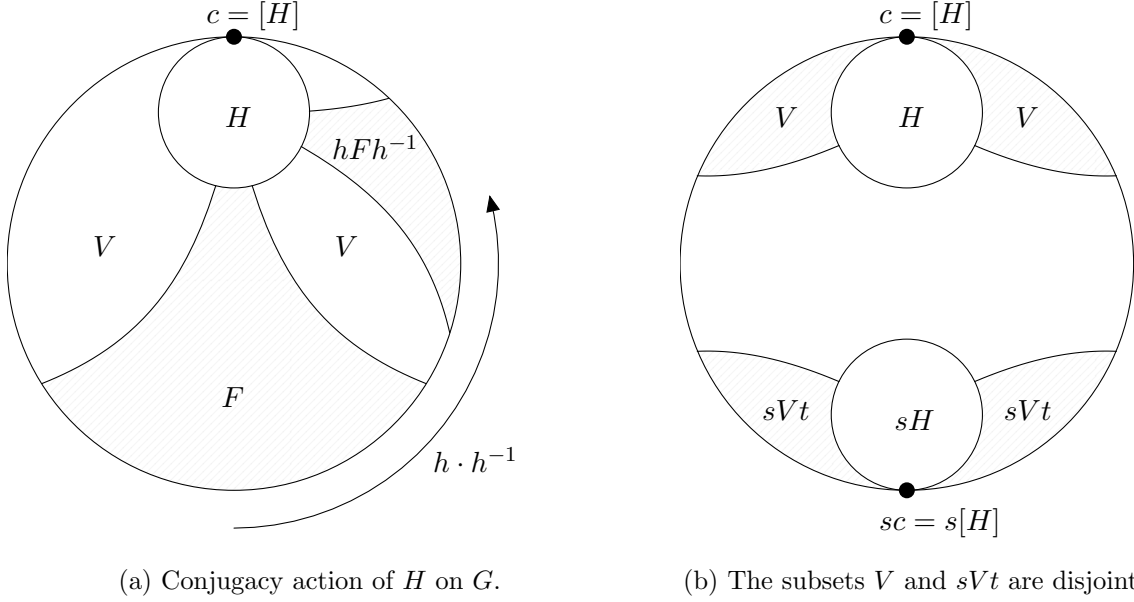 c = [H]
H
hFh⁻¹
V
V
F
h · h⁻¹
(a) Conjugacy action of H on G.
c = [H]
V
H
V
sVt
sH
sVt
sc = s[H]
(b) The subsets V and sVt are disjoint